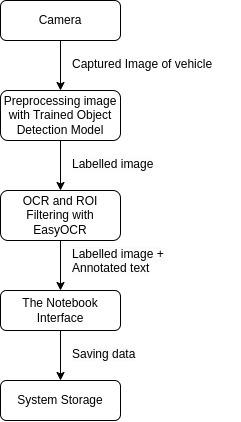 Camera
Captured Image of vehicle
Preprocessing image
with Trained Object
Detection Model
Labelled image
OCR and ROI
Filtering with
EasyOCR
Labelled image +
Annotated text
The Notebook
Interface
Saving data
System Storage